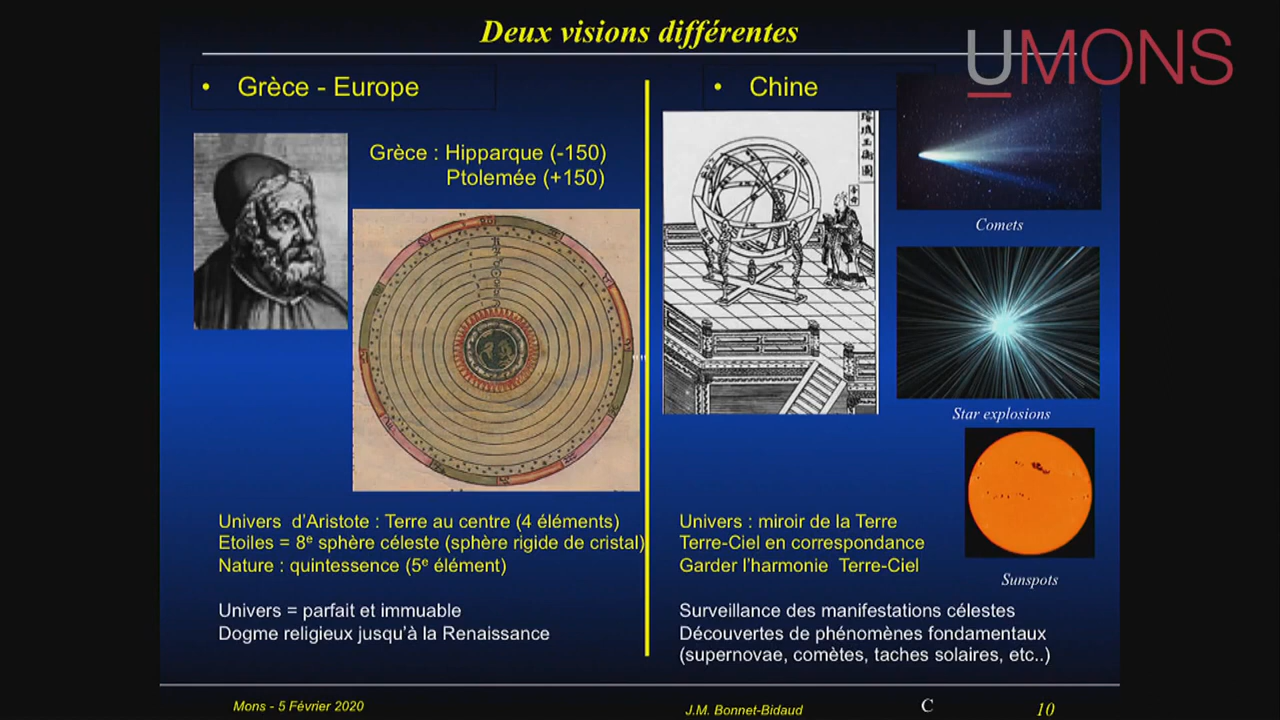 Deux visions différentes
UMONS
• Grèce - Europe
Grèce : Hipparque (-150)
Ptolemée (+150)
Univers d'Aristote : Terre au centre (4 éléments)
Etoiles = 8e sphère céleste (sphère rigide de cristal)
Nature : quintessence (5e élément)
Univers = parfait et immuable
Dogme religieux jusqu'à la Renaissance
• Chine
Comets
Star explosions
Sunspots
Univers : miroir de la Terre
Terre-Ciel en correspondance
Garder l'harmonie Terre-Ciel
Surveillance des manifestations célestes
Découvertes de phénomènes fondamentaux
(supernovae, comètes, taches solaires, etc..)
Mons - 5 Février 2020
J.M. Bonnet-Bidaud
C
10